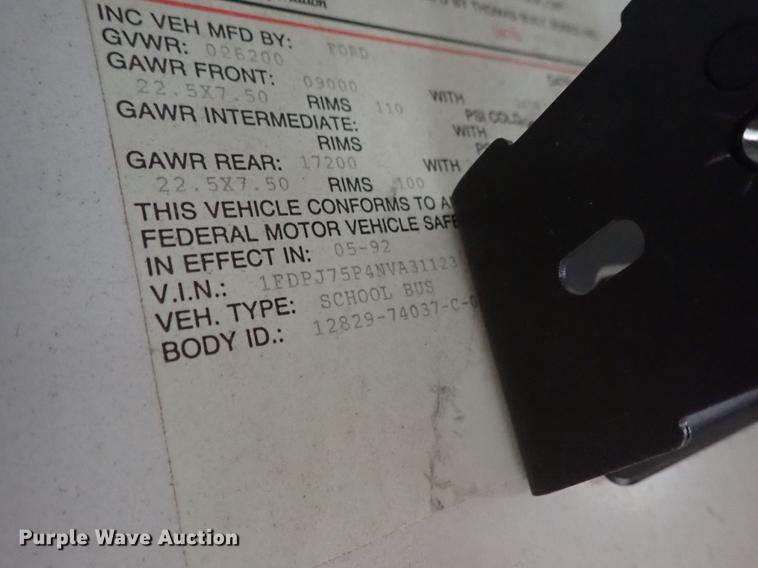 INC VEH MFD BY: FORD
GVWR: 026200
GAWR FRONT: 09000 WITH
22.5X7.50 RIMS 110 PSI COLD
GAWR INTERMEDIATE: WITH
RIMS
GAWR REAR: 17200 WITH
22.5X7.50 RIMS 100
THIS VEHICLE CONFORMS TO
FEDERAL MOTOR VEHICLE SAFE
IN EFFECT IN: 05-92
V.I.N.: 1FDPJ75P4NVA31123
VEH. TYPE: SCHOOL BUS
BODY ID.: 12829-74037-C-
Purple Wave Auction